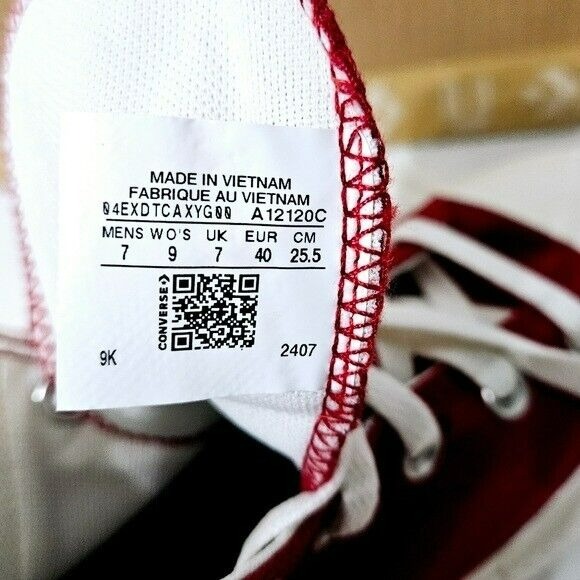 MADE IN VIETNAM
FABRIQUE AU VIETNAM
04EXDTCAXYG00 A12120C
MENS WO'S UK EUR CM
7 9 7 40 25.5
CONVERSE
9K 2407